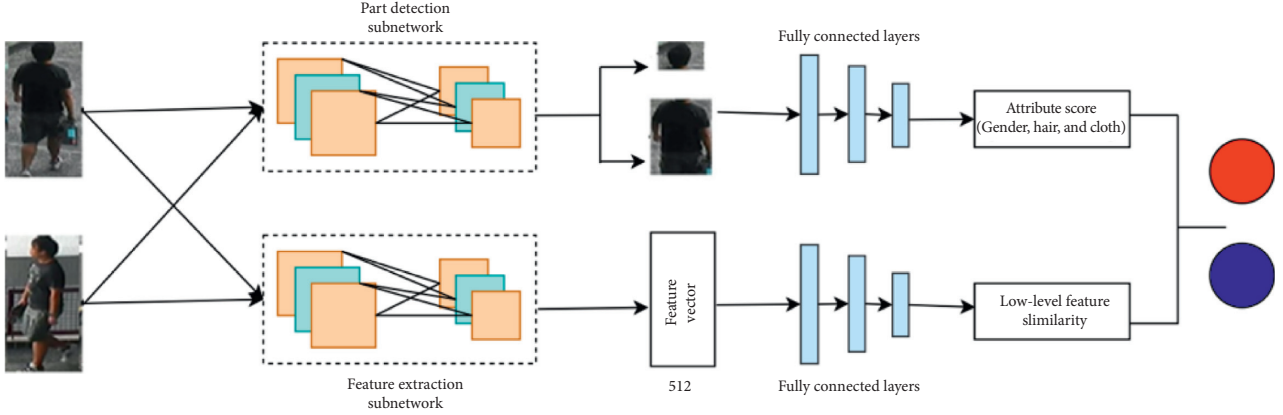 Part detection
subnetwork
Fully connected layers
Attribute score
(Gender, hair, and cloth)
Feature
vector
Low-level feature
slimilarity
Feature extraction
subnetwork
512
Fully connected layers